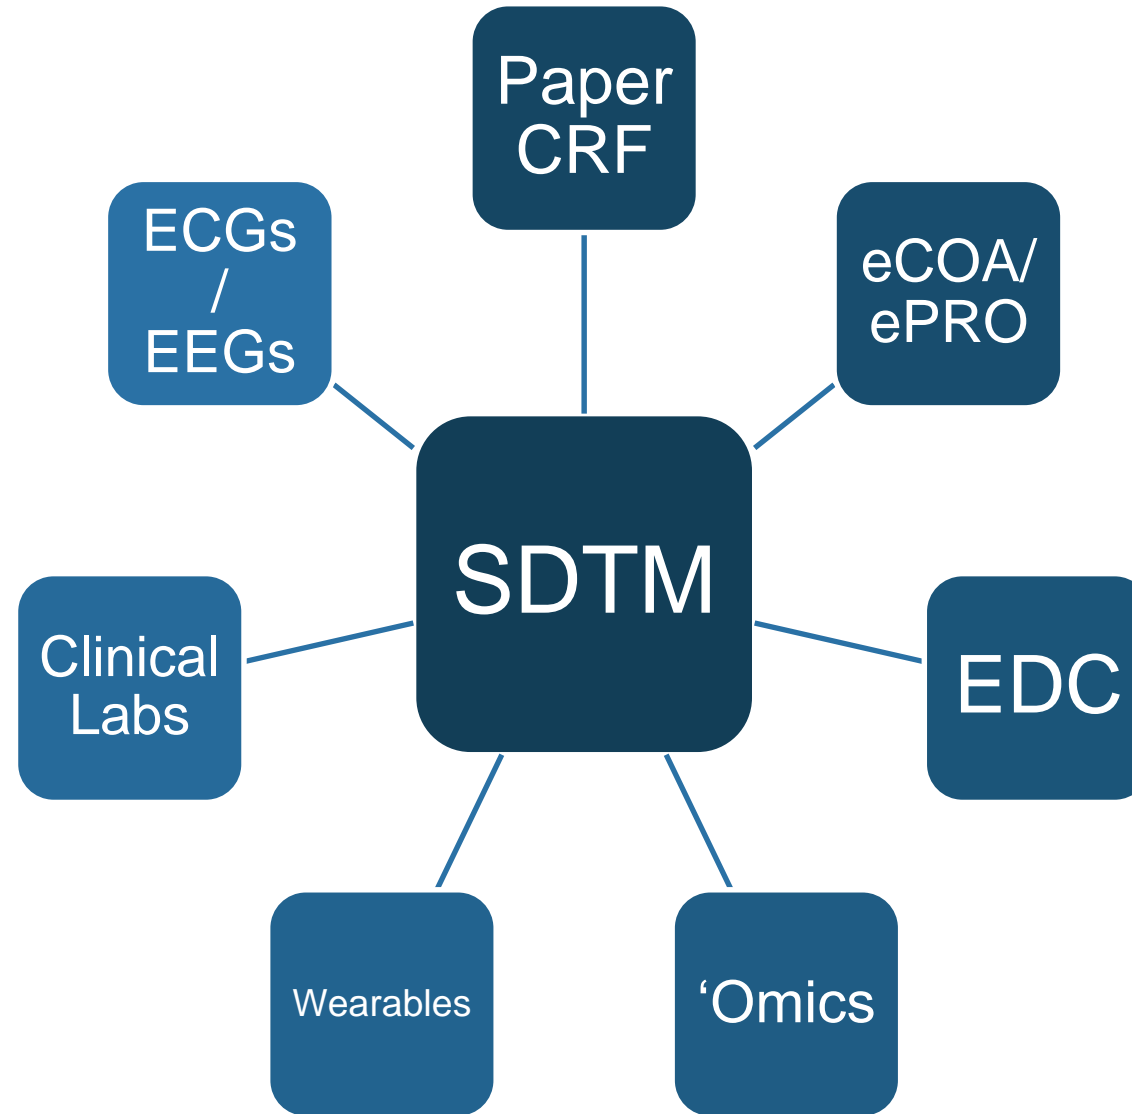 Paper
CRF
ECGs
/
EEGs
eCOA/
ePRO
SDTM
Clinical
Labs
EDC
Wearables
‘Omics